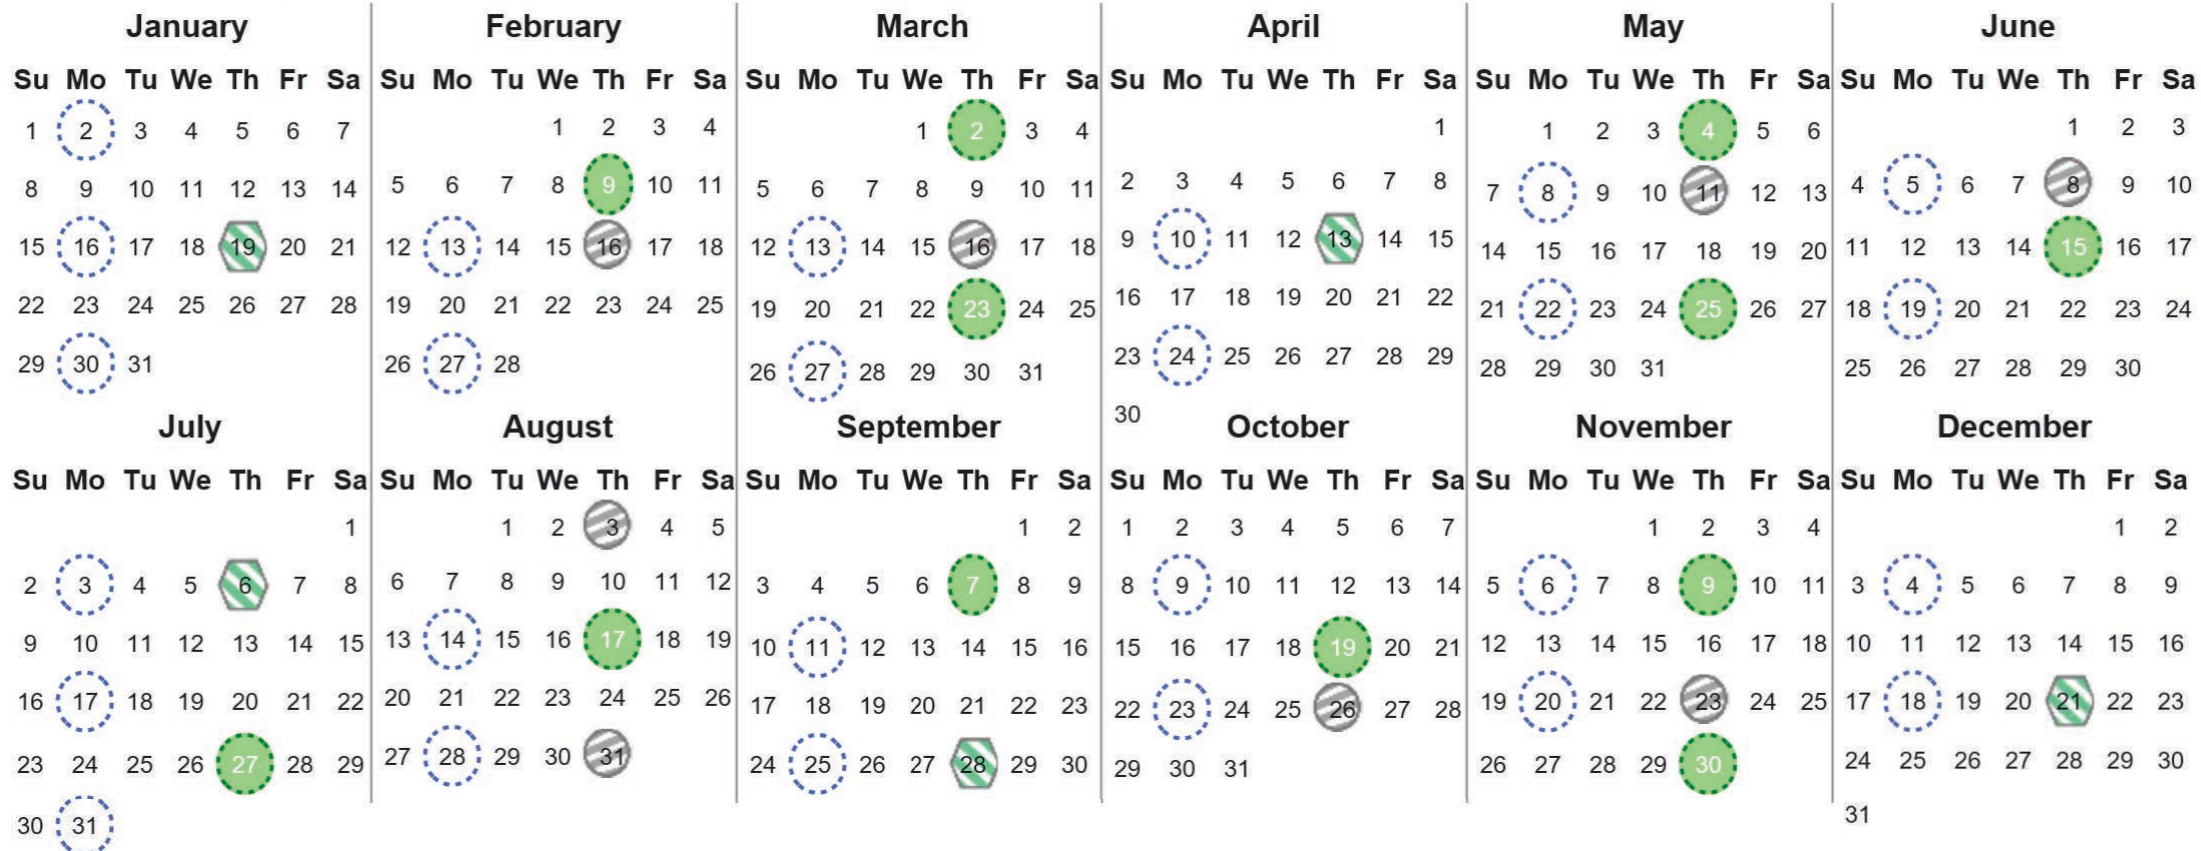 January
Su Mo Tu We Th Fr Sa
1 2 3 4 5 6 7
8 9 10 11 12 13 14
15 16 17 18 19 20 21
22 23 24 25 26 27 28
29 30 31
February
Su Mo Tu We Th Fr Sa
1 2 3 4
5 6 7 8 9 10 11
12 13 14 15 16 17 18
19 20 21 22 23 24 25
26 27 28
March
Su Mo Tu We Th Fr Sa
1 2 3 4
5 6 7 8 9 10 11
12 13 14 15 16 17 18
19 20 21 22 23 24 25
26 27 28 29 30 31
April
Su Mo Tu We Th Fr Sa
1
2 3 4 5 6 7 8
9 10 11 12 13 14 15
16 17 18 19 20 21 22
23 24 25 26 27 28 29
30
May
Su Mo Tu We Th Fr Sa
1 2 3 4 5 6
7 8 9 10 11 12 13
14 15 16 17 18 19 20
21 22 23 24 25 26 27
28 29 30 31
June
Su Mo Tu We Th Fr Sa
1 2 3
4 5 6 7 8 9 10
11 12 13 14 15 16 17
18 19 20 21 22 23 24
25 26 27 28 29 30
July
Su Mo Tu We Th Fr Sa
1
2 3 4 5 6 7 8
9 10 11 12 13 14 15
16 17 18 19 20 21 22
23 24 25 26 27 28 29
30 31
August
Su Mo Tu We Th Fr Sa
1 2 3 4 5
6 7 8 9 10 11 12
13 14 15 16 17 18 19
20 21 22 23 24 25 26
27 28 29 30 31
September
Su Mo Tu We Th Fr Sa
1 2
3 4 5 6 7 8 9
10 11 12 13 14 15 16
17 18 19 20 21 22 23
24 25 26 27 28 29 30
October
Su Mo Tu We Th Fr Sa
1 2 3 4 5 6 7
8 9 10 11 12 13 14
15 16 17 18 19 20 21
22 23 24 25 26 27 28
29 30 31
November
Su Mo Tu We Th Fr Sa
1 2 3 4
5 6 7 8 9 10 11
12 13 14 15 16 17 18
19 20 21 22 23 24 25
26 27 28 29 30
December
Su Mo Tu We Th Fr Sa
1 2
3 4 5 6 7 8 9
10 11 12 13 14 15 16
17 18 19 20 21 22 23
24 25 26 27 28 29 30
31